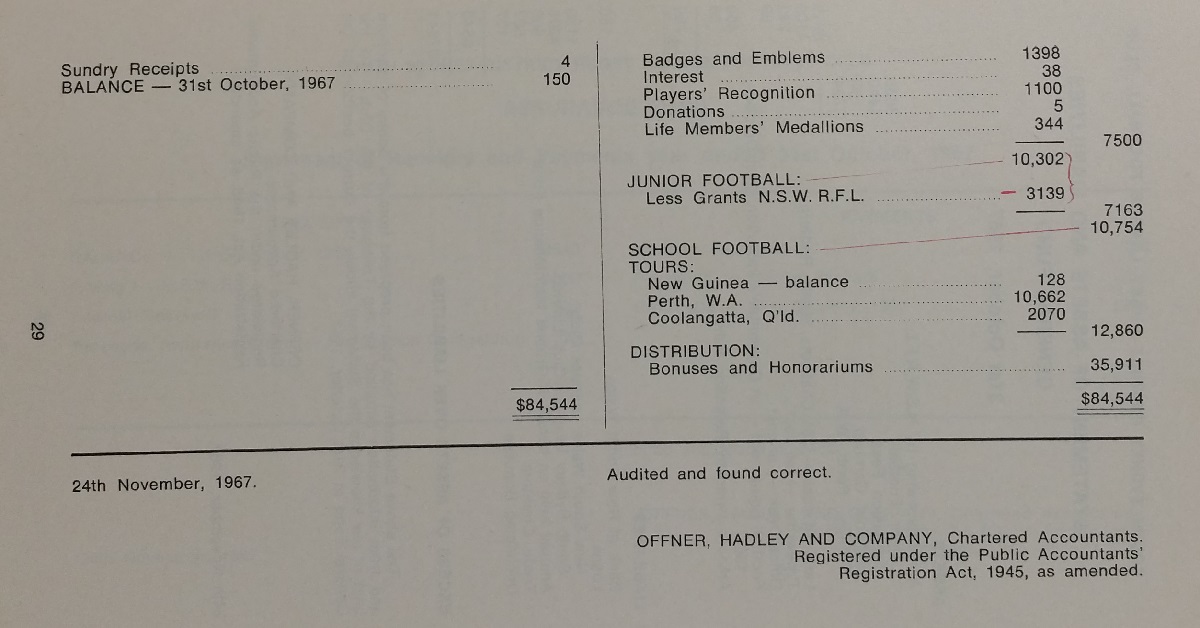 Sundry Receipts 4
BALANCE — 31st October, 1967 150
$84,544
Badges and Emblems 1398
Interest 38
Players' Recognition 1100
Donations 5
Life Members' Medallions 344
7500
10,302
JUNIOR FOOTBALL:
Less Grants N.S.W. R.F.L. 3139
7163
10,754
SCHOOL FOOTBALL:
TOURS:
New Guinea — balance 128
Perth, W.A. 10,662
Coolangatta, Q'ld. 2070
12,860
DISTRIBUTION:
Bonuses and Honorariums 35,911
$84,544
29
24th November, 1967.
Audited and found correct.
OFFNER, HADLEY AND COMPANY, Chartered Accountants.
Registered under the Public Accountants'
Registration Act, 1945, as amended.